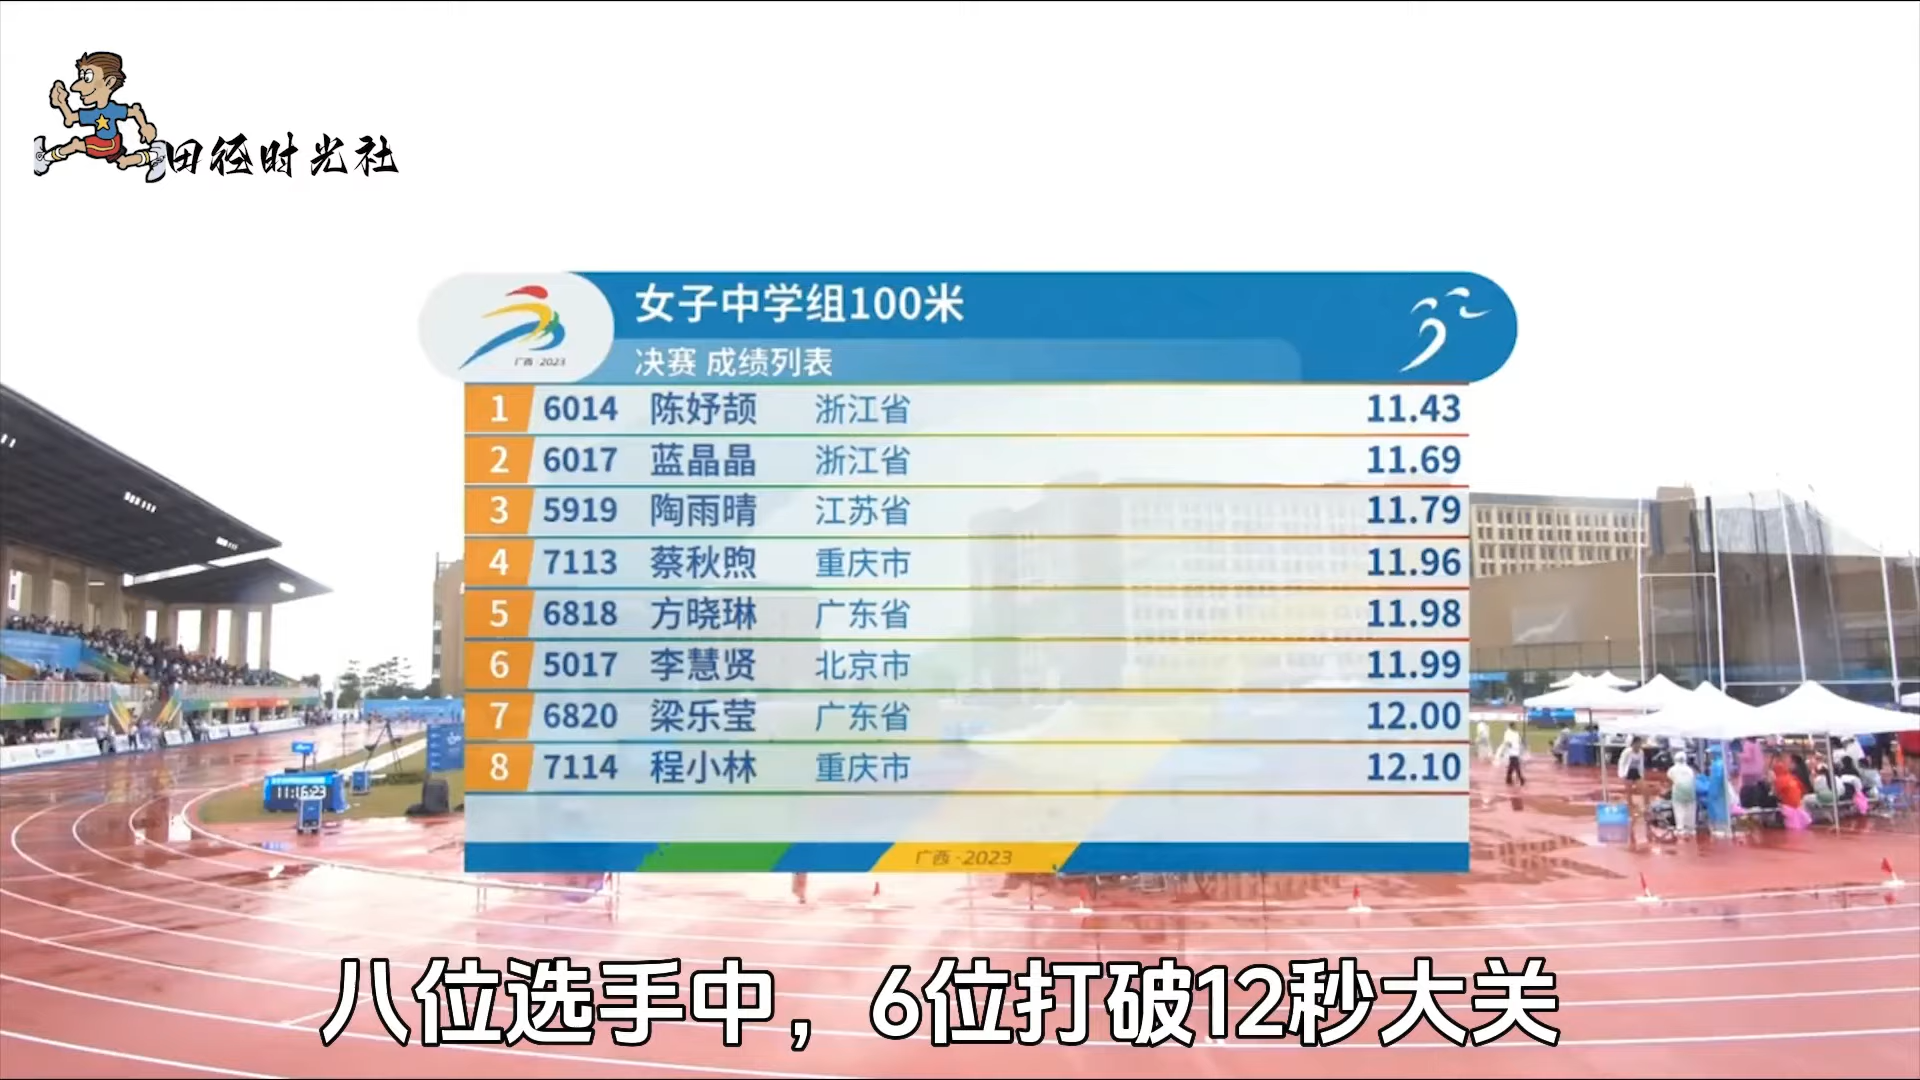 田径时光社
广西·2023
女子中学组100米
决赛 成绩列表
1 6014 陈妤颉 浙江省 11.43
2 6017 蓝晶晶 浙江省 11.69
3 5919 陶雨晴 江苏省 11.79
4 7113 蔡秋煦 重庆市 11.96
5 6818 方晓琳 广东省 11.98
6 5017 李慧贤 北京市 11.99
7 6820 梁乐莹 广东省 12.00
8 7114 程小林 重庆市 12.10
11:16:23
广西·2023
八位选手中，6位打破12秒大关